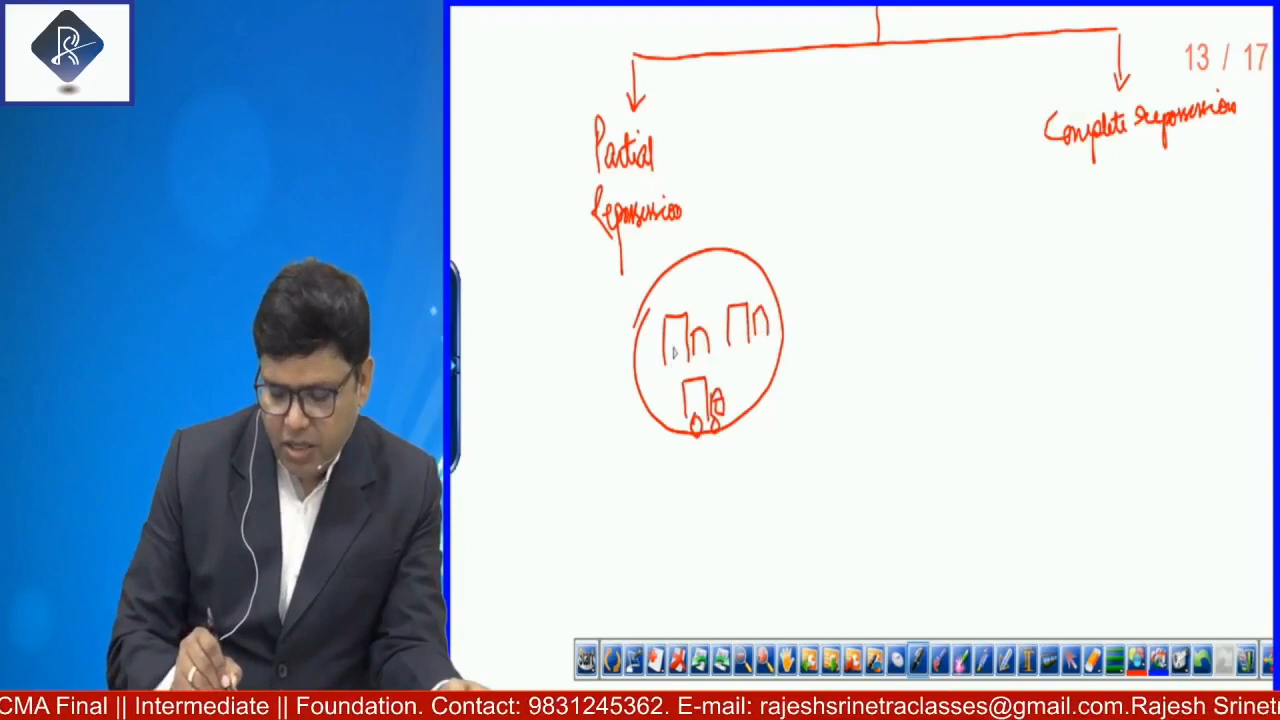 13 / 17
Partial
Repossession
Complete repossession
CMA Final || Intermediate || Foundation. Contact: 9831245362. E-mail: rajeshsrinetraclasses@gmail.com.Rajesh Srinet